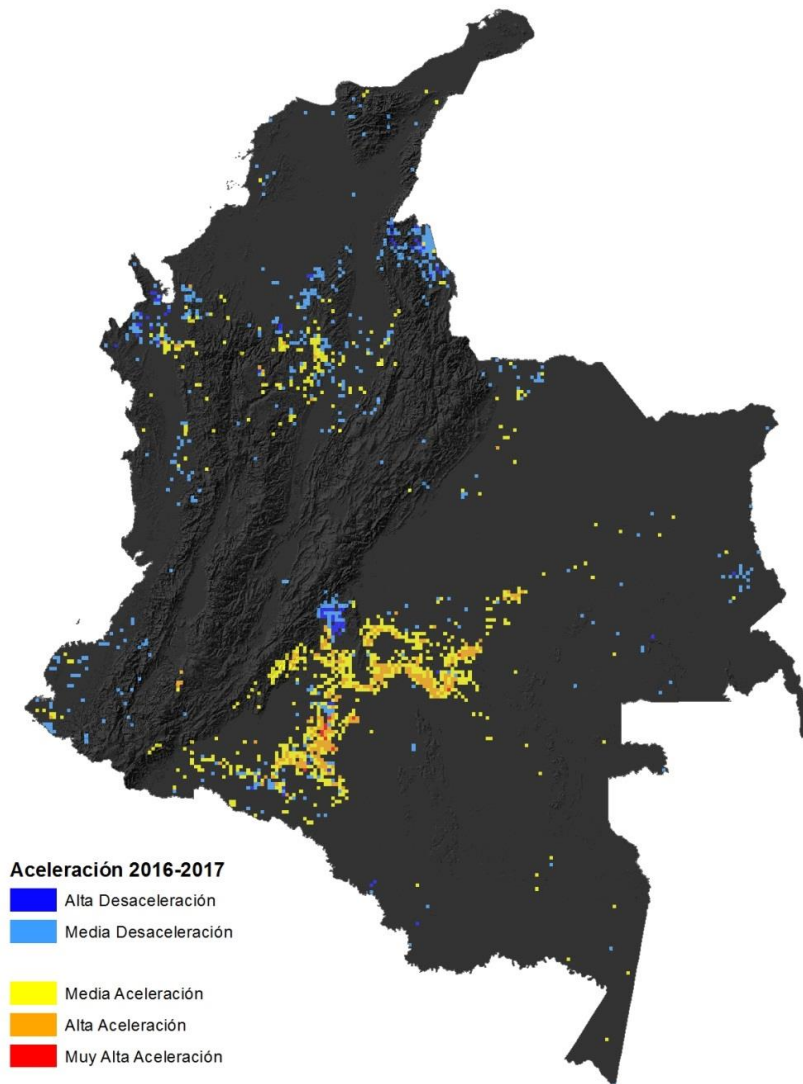 Aceleración 2016-2017
Alta Desaceleración
Media Desaceleración
Media Aceleración
Alta Aceleración
Muy Alta Aceleración